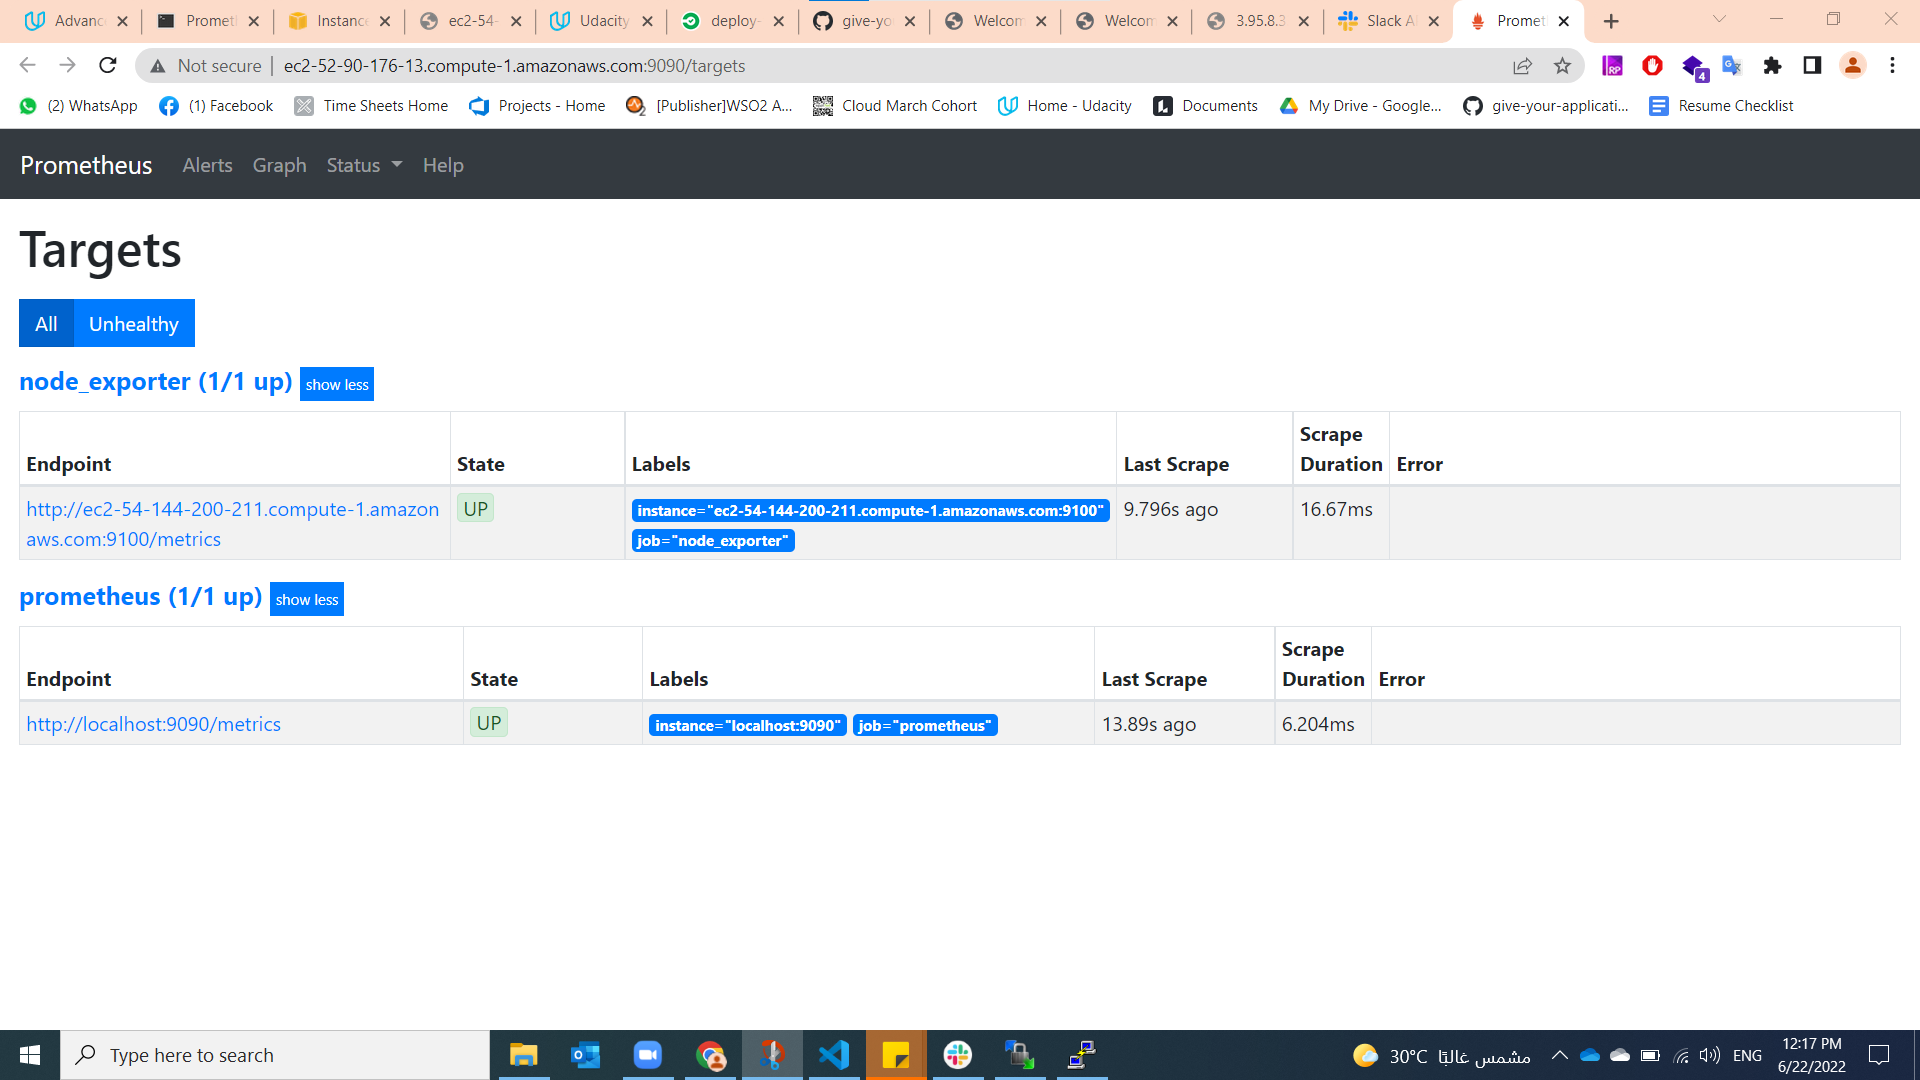 Advanc
Prometh
Instance
ec2-54-
Udacity
deploy-
give-yo
Welcom
Welcom
3.95.8.3
Slack A
Promet
Not secure
ec2-52-90-176-13.compute-1.amazonaws.com:9090/targets
4
(2) WhatsApp
(1) Facebook
Time Sheets Home
Projects - Home
[Publisher]WSO2 A...
Cloud March Cohort
Home - Udacity
Documents
My Drive - Google...
give-your-applicati...
Resume Checklist
Prometheus Alerts Graph Status Help
Targets
All Unhealthy
node_exporter (1/1 up) show less
Endpoint State Labels Last Scrape Scrape Duration Error
http://ec2-54-144-200-211.compute-1.amazon
aws.com:9100/metrics
UP
instance="ec2-54-144-200-211.compute-1.amazonaws.com:9100"
job="node_exporter"
9.796s ago
16.67ms
prometheus (1/1 up) show less
Endpoint State Labels Last Scrape Scrape Duration Error
http://localhost:9090/metrics UP instance="localhost:9090" job="prometheus" 13.89s ago 6.204ms
Type here to search
30°C مشمس غالبًا
ENG
12:17 PM
6/22/2022